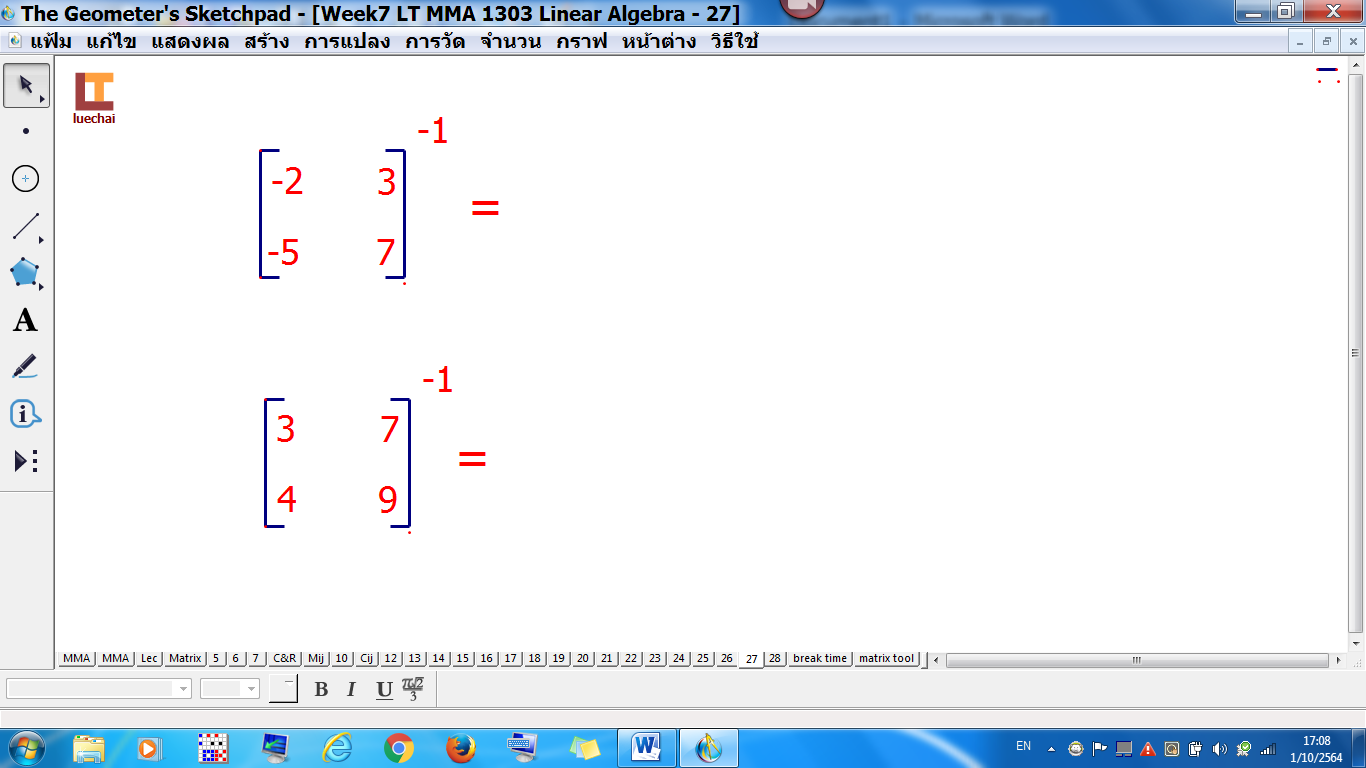 The Geometer's Sketchpad - [Week7 LT MMA 1303 Linear Algebra - 27]
แฟ้ม แก้ไข แสดงผล สร้าง การแปลง การวัด จำนวน กราฟ หน้าต่าง วิธีใช้
LT
luechai
-1
-2 3
=
-5 7
-1
3 7
=
4 9
A
i
MMA MMA Lec Matrix 5 6 7 C&R Mij 10 Cij 12 13 14 15 16 17 18 19 20 21 22 23 24 25 26 27 28 break time matrix tool
B I U π√2/3
EN
17:08
1/10/2564